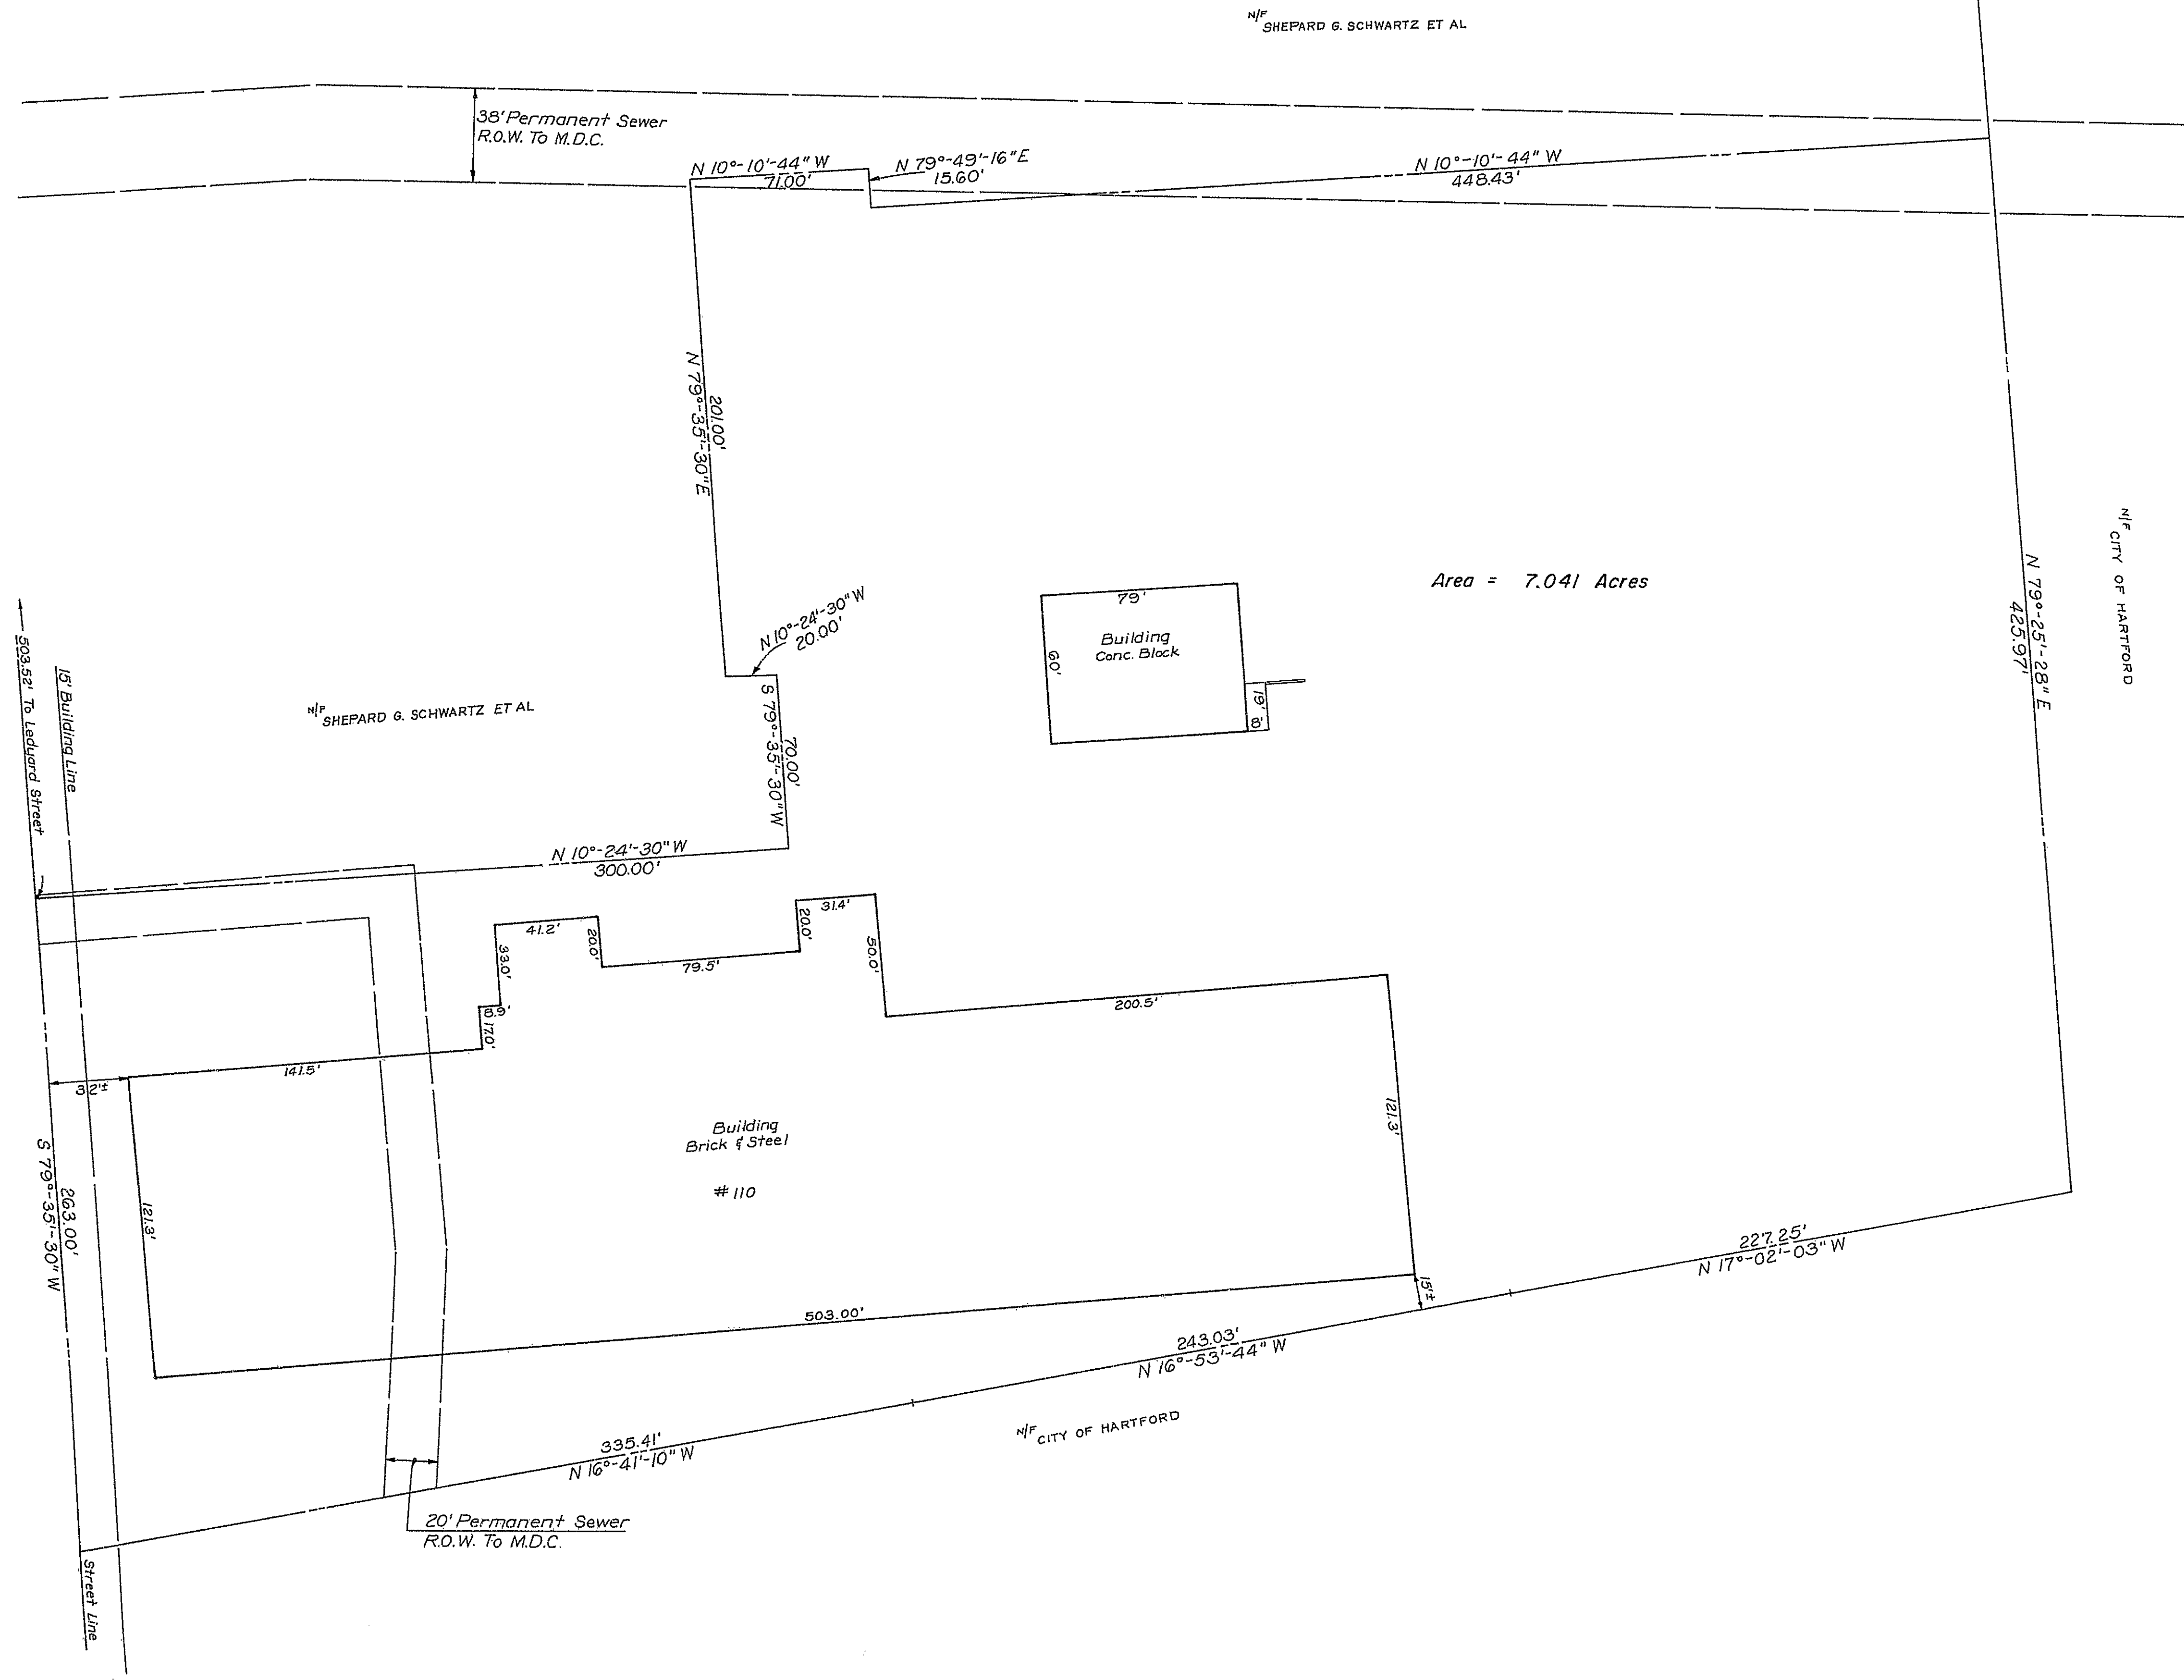 N/F
SHEPARD G. SCHWARTZ ET AL
38' Permanent Sewer
R.O.W. To M.D.C.
N 10°-10'-44" W
71.00'
N 79°-49'-16" E
15.60'
N 10°-10'-44" W
448.43'
201.00'
N 79°-35'-30" E
N 10°-24'-30" W
20.00'
70.00'
S 79°-35'-30" W
Area = 7.041 Acres
79'
60'
Building
Conc. Block
19'
8'
N/F
CITY OF HARTFORD
N 79°-25'-28" E
425.97'
503.52' To Ledyard Street
15' Building Line
N/F
SHEPARD G. SCHWARTZ ET AL
N 10°-24'-30" W
300.00'
41.2'
33.0'
20.0'
79.5'
20.0'
31.4'
50.0'
200.5'
8.9'
17.0'
141.5'
32'±
121.3'
121.3'
Building
Brick & Steel
#110
263.00'
S 79°-35'-30" W
503.00'
15'±
227.25'
N 17°-02'-03" W
243.03'
N 16°-53'-44" W
335.41'
N 16°-41'-10" W
N/F
CITY OF HARTFORD
20' Permanent Sewer
R.O.W. To M.D.C.
Street Line